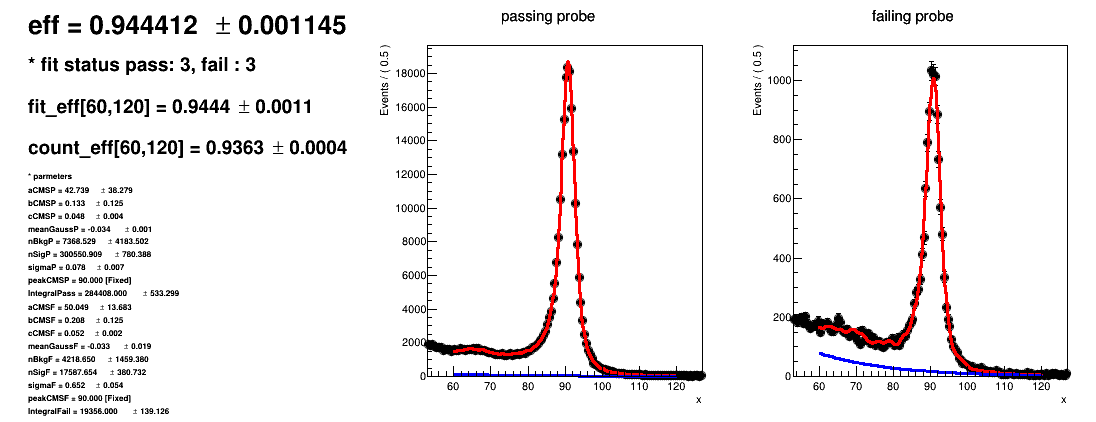 eff = 0.944412 ± 0.001145
* fit status pass: 3, fail : 3
fit_eff[60,120] = 0.9444 ± 0.0011
count_eff[60,120] = 0.9363 ± 0.0004
* parmeters
aCMSP = 42.739 ± 38.279
bCMSP = 0.133 ± 0.125
cCMSP = 0.048 ± 0.004
meanGaussP = -0.034 ± 0.001
nBkgP = 7368.529 ± 4183.502
nSigP = 300550.909 ± 780.388
sigmaP = 0.078 ± 0.007
peakCMSP = 90.000 [Fixed]
IntegralPass = 284408.000 ± 533.299
aCMSF = 50.049 ± 13.683
bCMSF = 0.208 ± 0.125
cCMSF = 0.052 ± 0.002
meanGaussF = -0.033 ± 0.019
nBkgF = 4218.650 ± 1459.380
nSigF = 17587.654 ± 380.732
sigmaF = 0.652 ± 0.054
peakCMSF = 90.000 [Fixed]
IntegralFail = 19356.000 ± 139.126
passing probe
Events / ( 0.5 )
18000
16000
14000
12000
10000
8000
6000
4000
2000
0
60 70 80 90 100 110 120
x
failing probe
Events / ( 0.5 )
1000
800
600
400
200
0
60 70 80 90 100 110 120
x